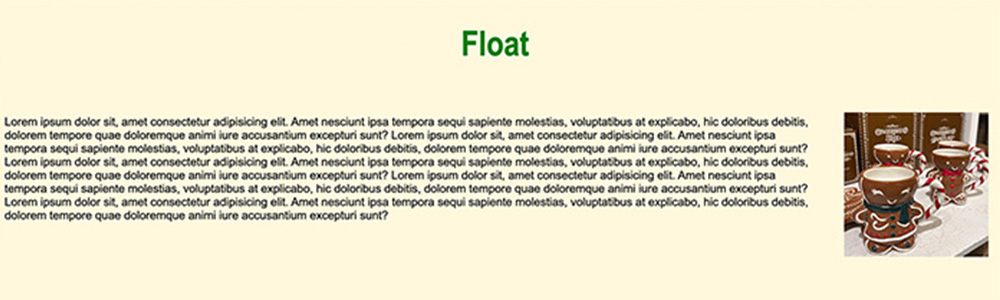 Float
Lorem ipsum dolor sit, amet consectetur adipisicing elit. Amet nesciunt ipsa tempora sequi sapiente molestias, voluptatibus at explicabo, hic doloribus debitis,
dolorem tempore quae doloremque animi iure accusantium excepturi sunt? Lorem ipsum dolor sit, amet consectetur adipisicing elit. Amet nesciunt ipsa
tempora sequi sapiente molestias, voluptatibus at explicabo, hic doloribus debitis, dolorem tempore quae doloremque animi iure accusantium excepturi sunt?
Lorem ipsum dolor sit, amet consectetur adipisicing elit. Amet nesciunt ipsa tempora sequi sapiente molestias, voluptatibus at explicabo, hic doloribus debitis,
dolorem tempore quae doloremque animi iure accusantium excepturi sunt? Lorem ipsum dolor sit, amet consectetur adipisicing elit. Amet nesciunt ipsa
tempora sequi sapiente molestias, voluptatibus at explicabo, hic doloribus debitis, dolorem tempore quae doloremque animi iure accusantium excepturi sunt?
Lorem ipsum dolor sit, amet consectetur adipisicing elit. Amet nesciunt ipsa tempora sequi sapiente molestias, voluptatibus at explicabo, hic doloribus debitis,
dolorem tempore quae doloremque animi iure accusantium excepturi sunt?